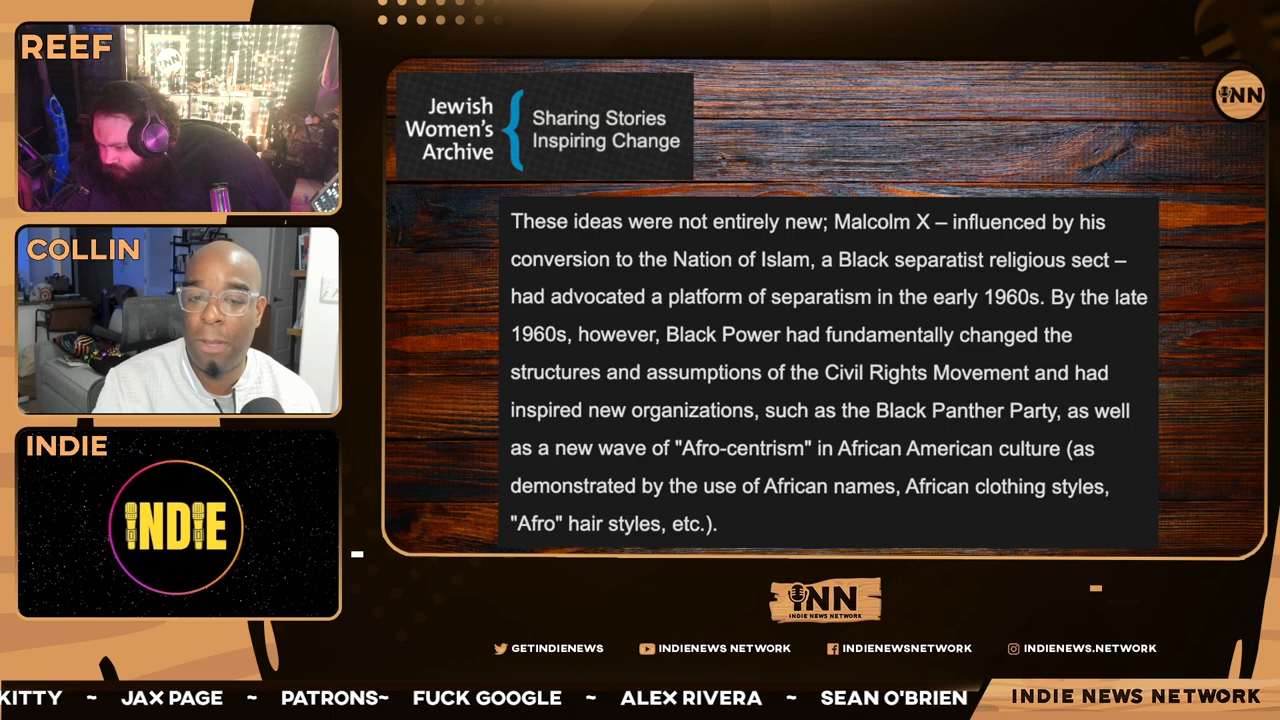 REEF
COLLIN
INDIE
INDIE
Jewish
Women's
Archive
Sharing Stories
Inspiring Change
INN
These ideas were not entirely new; Malcolm X – influenced by his
conversion to the Nation of Islam, a Black separatist religious sect –
had advocated a platform of separatism in the early 1960s. By the late
1960s, however, Black Power had fundamentally changed the
structures and assumptions of the Civil Rights Movement and had
inspired new organizations, such as the Black Panther Party, as well
as a new wave of "Afro-centrism" in African American culture (as
demonstrated by the use of African names, African clothing styles,
"Afro" hair styles, etc.).
INN
INDIE NEWS NETWORK
GETINDIENEWS
INDIENEWS NETWORK
INDIENEWSNETWORK
INDIENEWS.NETWORK
KITTY ~ JAX PAGE ~ PATRONS~ FUCK GOOGLE ~ ALEX RIVERA ~ SEAN O'BRIEN
INDIE NEWS NETWORK